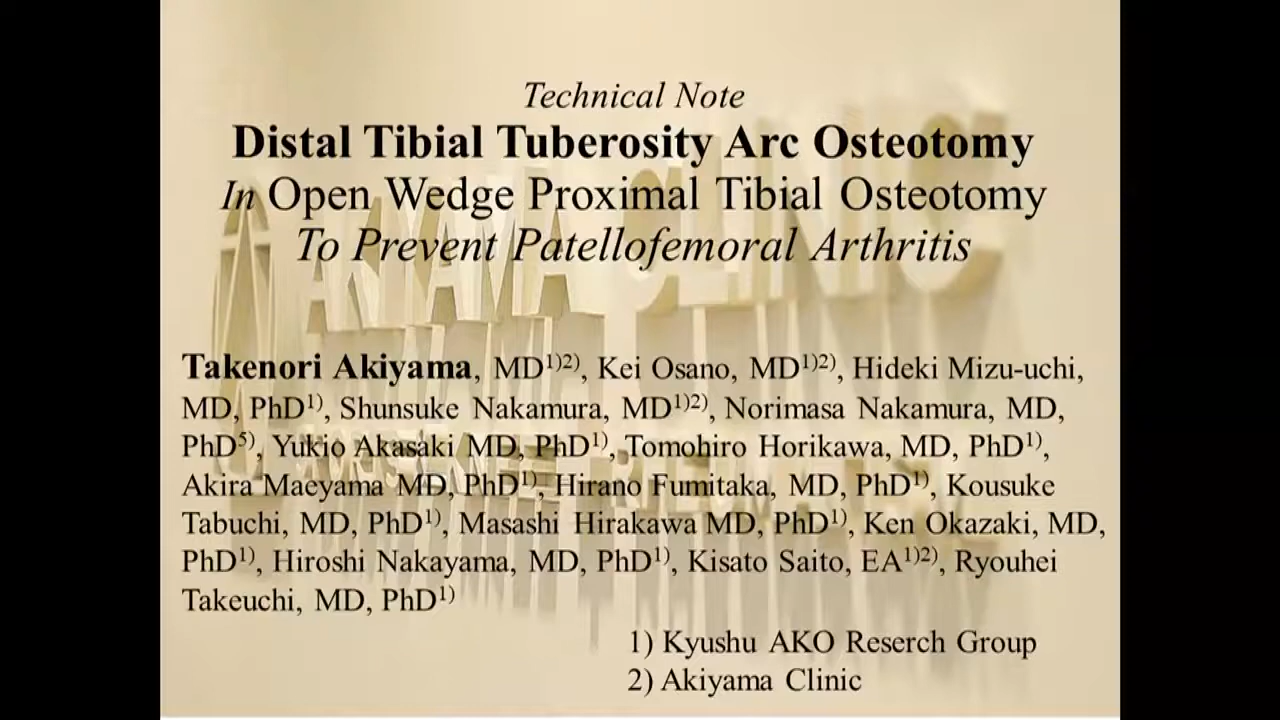 Technical Note
Distal Tibial Tuberosity Arc Osteotomy
In Open Wedge Proximal Tibial Osteotomy
To Prevent Patellofemoral Arthritis
Takenori Akiyama, MD1)2), Kei Osano, MD1)2), Hideki Mizu-uchi,
MD, PhD1), Shunsuke Nakamura, MD1)2), Norimasa Nakamura, MD,
PhD5), Yukio Akasaki MD, PhD1), Tomohiro Horikawa, MD, PhD1),
Akira Maeyama MD, PhD1), Hirano Fumitaka, MD, PhD1), Kousuke
Tabuchi, MD, PhD1), Masashi Hirakawa MD, PhD1), Ken Okazaki, MD,
PhD1), Hiroshi Nakayama, MD, PhD1), Kisato Saito, EA1)2), Ryouhei
Takeuchi, MD, PhD1)
1) Kyushu AKO Reserch Group
2) Akiyama Clinic
AKIYAMA CLINIC